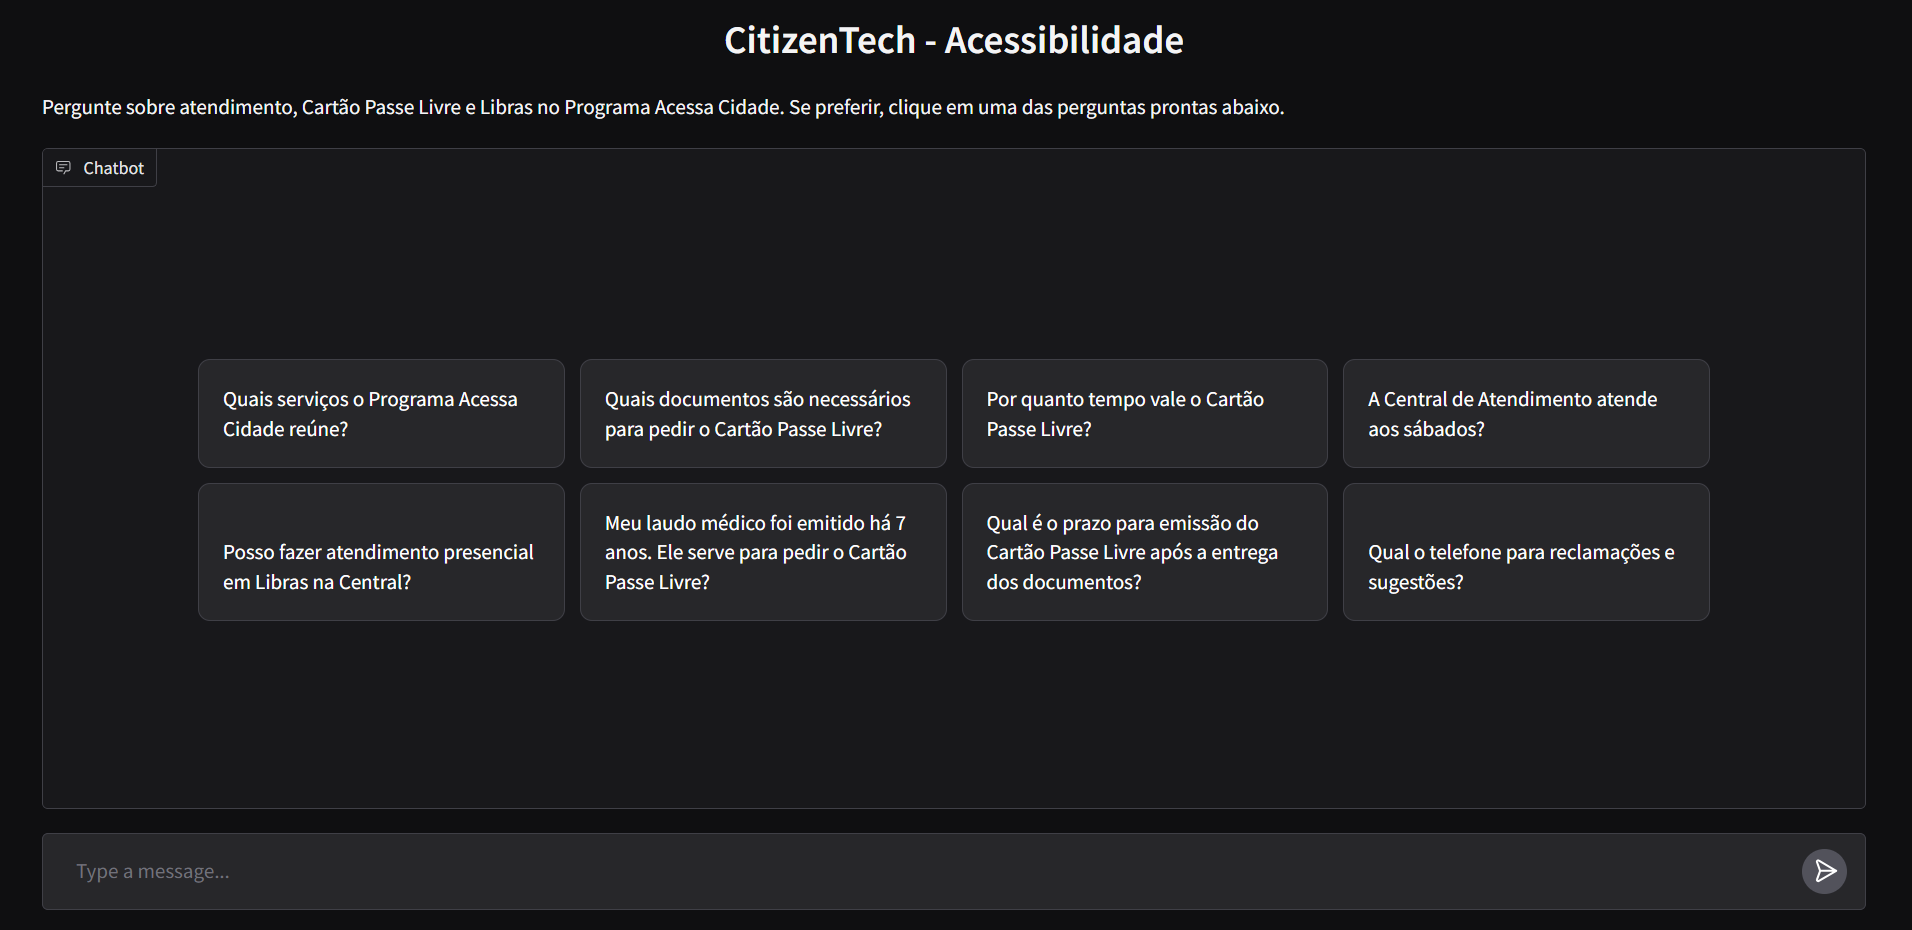 CitizenTech - Acessibilidade
Pergunte sobre atendimento, Cartão Passe Livre e Libras no Programa Acessa Cidade. Se preferir, clique em uma das perguntas prontas abaixo.
Chatbot
Quais serviços o Programa Acessa
Cidade reúne?
Quais documentos são necessários
para pedir o Cartão Passe Livre?
Por quanto tempo vale o Cartão
Passe Livre?
A Central de Atendimento atende
aos sábados?
Posso fazer atendimento presencial
em Libras na Central?
Meu laudo médico foi emitido há 7
anos. Ele serve para pedir o Cartão
Passe Livre?
Qual é o prazo para emissão do
Cartão Passe Livre após a entrega
dos documentos?
Qual o telefone para reclamações e
sugestões?
Type a message...